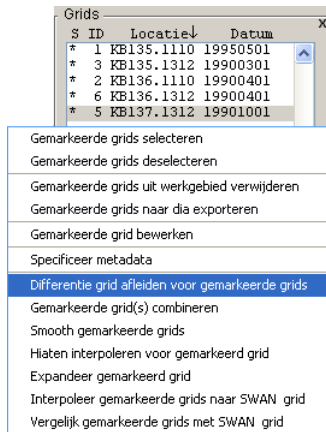 Grids
x
S ID Locatie↓ Datum
* 1 KB135.1110 19950501
* 3 KB135.1312 19900301
* 2 KB136.1110 19900401
* 6 KB136.1312 19900401
* 5 KB137.1312 19901001
Gemarkeerde grids selecteren
Gemarkeerde grids deselecteren
Gemarkeerde grids uit werkgebied verwijderen
Gemarkeerde grids naar dia exporteren
Gemarkeerde grid bewerken
Specificeer metadata
Differentie grid afleiden voor gemarkeerde grids
Gemarkeerde grid(s) combineren
Smooth gemarkeerde grids
Hiaten interpoleren voor gemarkeerd grid
Expandeer gemarkeerd grid
Interpoleer gemarkeerde grids naar SWAN grid
Vergelijk gemarkeerde grids met SWAN grid